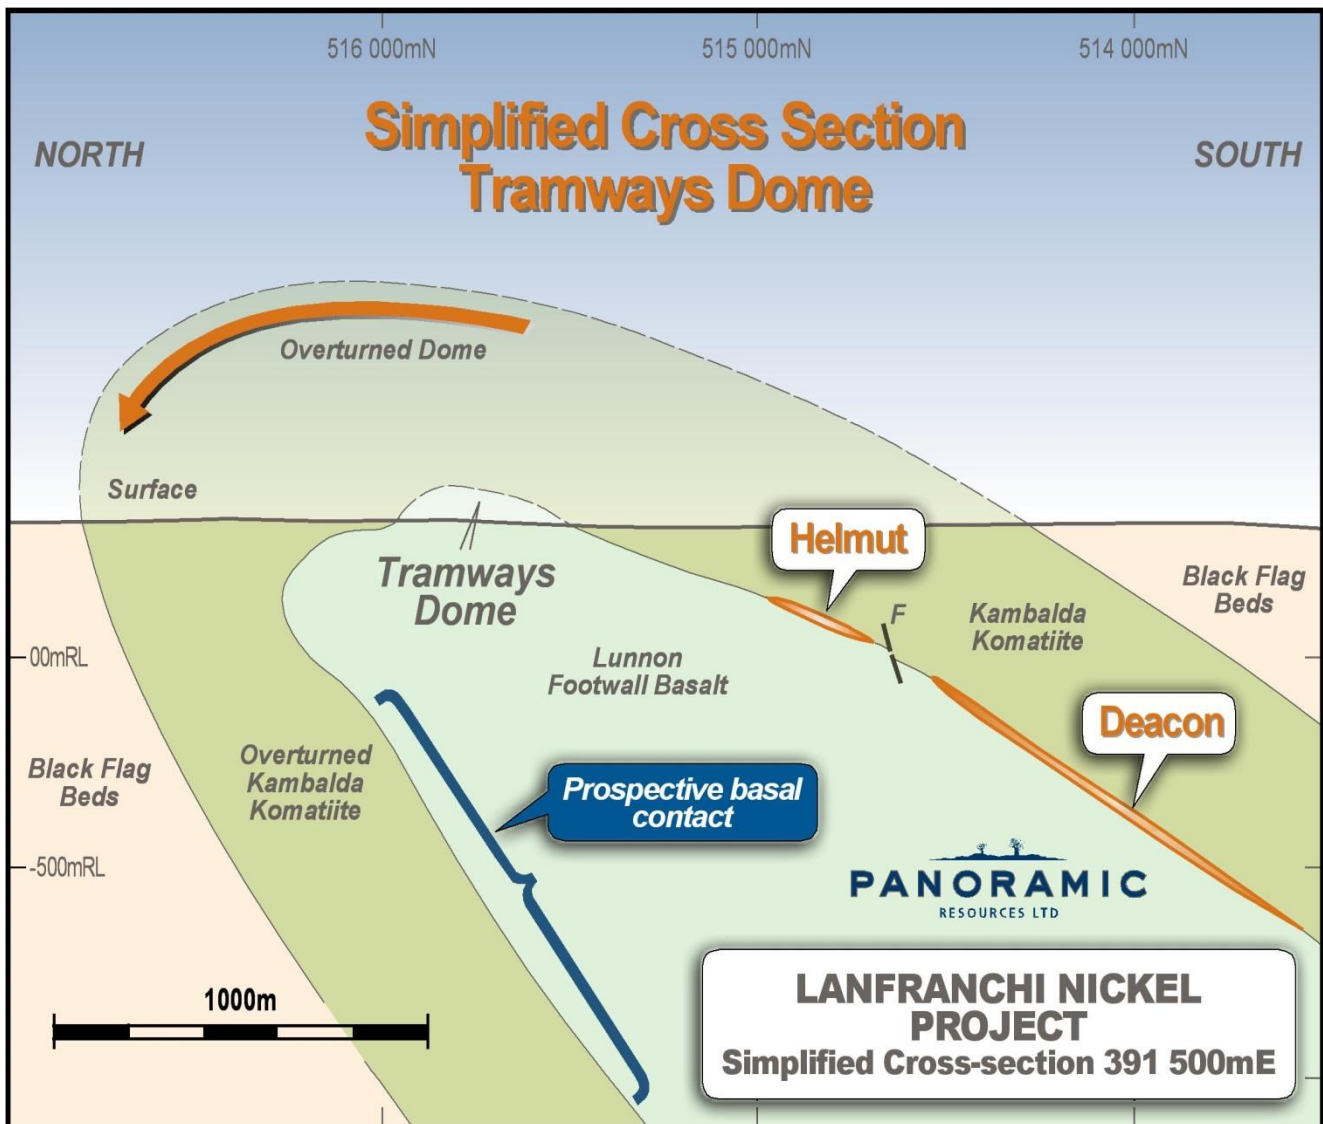 516 000mN
515 000mN
514 000mN
Simplified Cross Section
Tramways Dome
NORTH
SOUTH
Overturned Dome
Surface
Helmut
Tramways
Dome
F
Kambalda
Komatiite
Black Flag
Beds
00mRL
Lunnon
Footwall Basalt
Deacon
Overturned
Kambalda
Komatiite
Black Flag
Beds
Prospective basal
contact
-500mRL
PANORAMIC
RESOURCES LTD
1000m
LANFRANCHI NICKEL
PROJECT
Simplified Cross-section 391 500mE